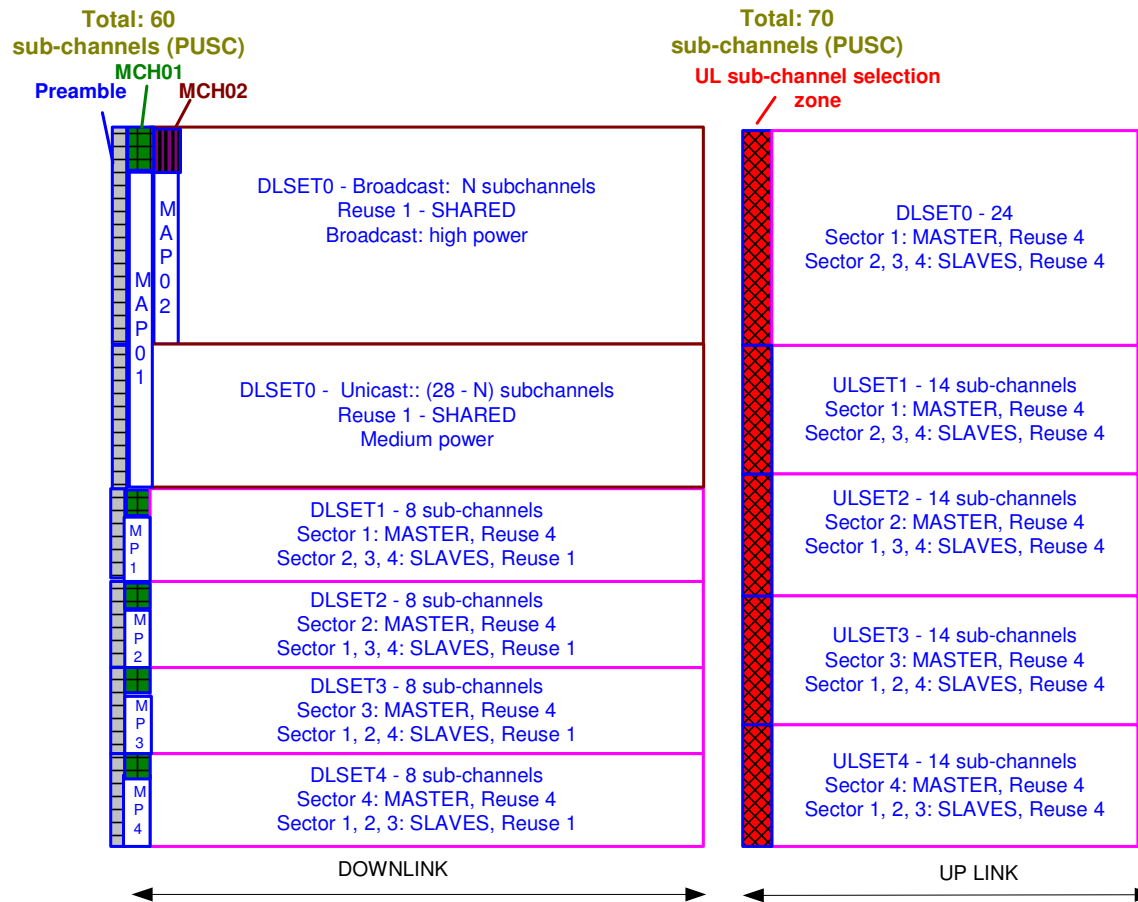 Total: 60
sub-channels (PUSC)
MCH01
Preamble
MCH02
Total: 70
sub-channels (PUSC)
UL sub-channel selection
zone
MAP01
MAP02
DLSET0 - Broadcast: N subchannels
Reuse 1 - SHARED
Broadcast: high power
DLSET0 - Unicast:: (28 - N) subchannels
Reuse 1 - SHARED
Medium power
MP1
DLSET1 - 8 sub-channels
Sector 1: MASTER, Reuse 4
Sector 2, 3, 4: SLAVES, Reuse 1
MP2
DLSET2 - 8 sub-channels
Sector 2: MASTER, Reuse 4
Sector 1, 3, 4: SLAVES, Reuse 1
MP3
DLSET3 - 8 sub-channels
Sector 3: MASTER, Reuse 4
Sector 1, 2, 4: SLAVES, Reuse 1
MP4
DLSET4 - 8 sub-channels
Sector 4: MASTER, Reuse 4
Sector 1, 2, 3: SLAVES, Reuse 1
DOWNLINK
DLSET0 - 24
Sector 1: MASTER, Reuse 4
Sector 2, 3, 4: SLAVES, Reuse 4
ULSET1 - 14 sub-channels
Sector 1: MASTER, Reuse 4
Sector 2, 3, 4: SLAVES, Reuse 4
ULSET2 - 14 sub-channels
Sector 2: MASTER, Reuse 4
Sector 1, 3, 4: SLAVES, Reuse 4
ULSET3 - 14 sub-channels
Sector 3: MASTER, Reuse 4
Sector 1, 2, 4: SLAVES, Reuse 4
ULSET4 - 14 sub-channels
Sector 4: MASTER, Reuse 4
Sector 1, 2, 3: SLAVES, Reuse 4
UP LINK